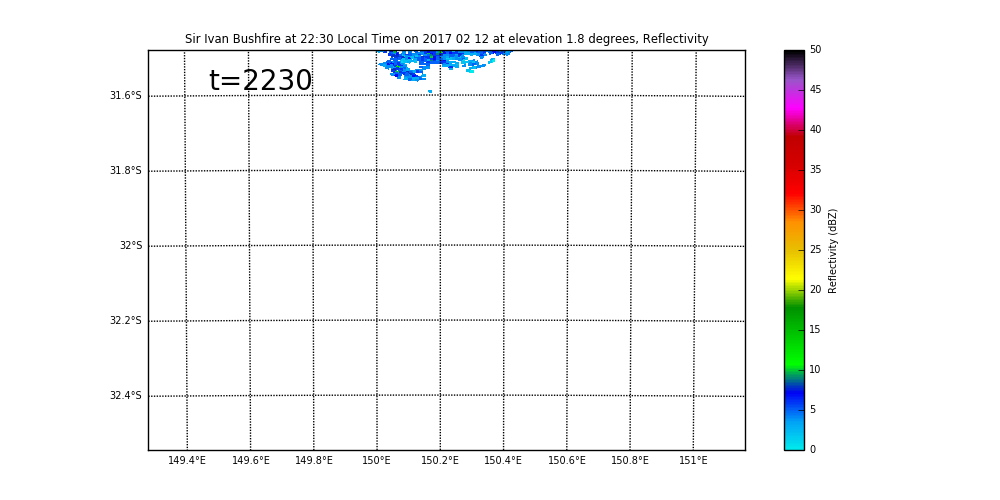 Sir Ivan Bushfire at 22:30 Local Time on 2017 02 12 at elevation 1.8 degrees, Reflectivity
t=2230
31.6°S
31.8°S
32°S
32.2°S
32.4°S
149.4°E 149.6°E 149.8°E 150°E 150.2°E 150.4°E 150.6°E 150.8°E 151°E
50
45
40
35
30
25
20
15
10
5
0
Reflectivity (dBZ)